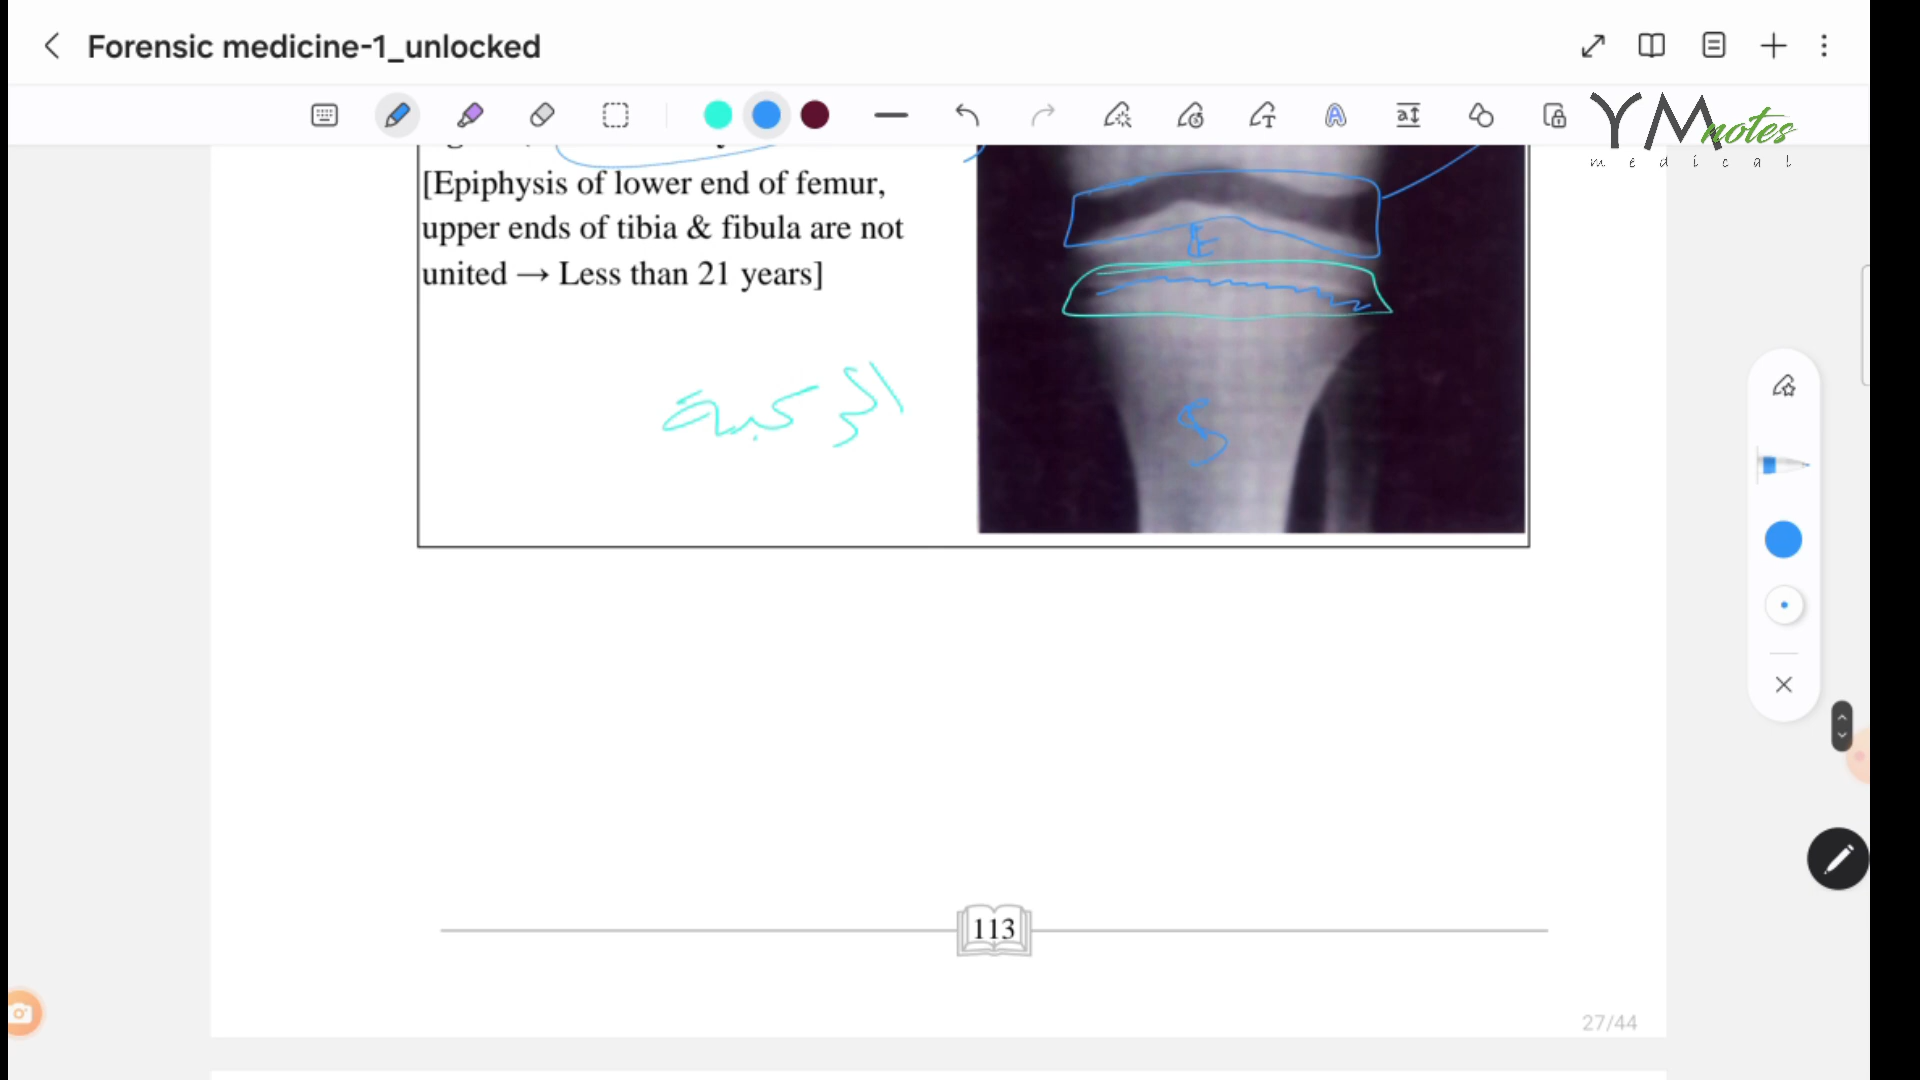 Forensic medicine-1_unlocked
YM notes
medical
[Epiphysis of lower end of femur,
upper ends of tibia & fibula are not
united → Less than 21 years]
E
الركبة
S
113
27/44